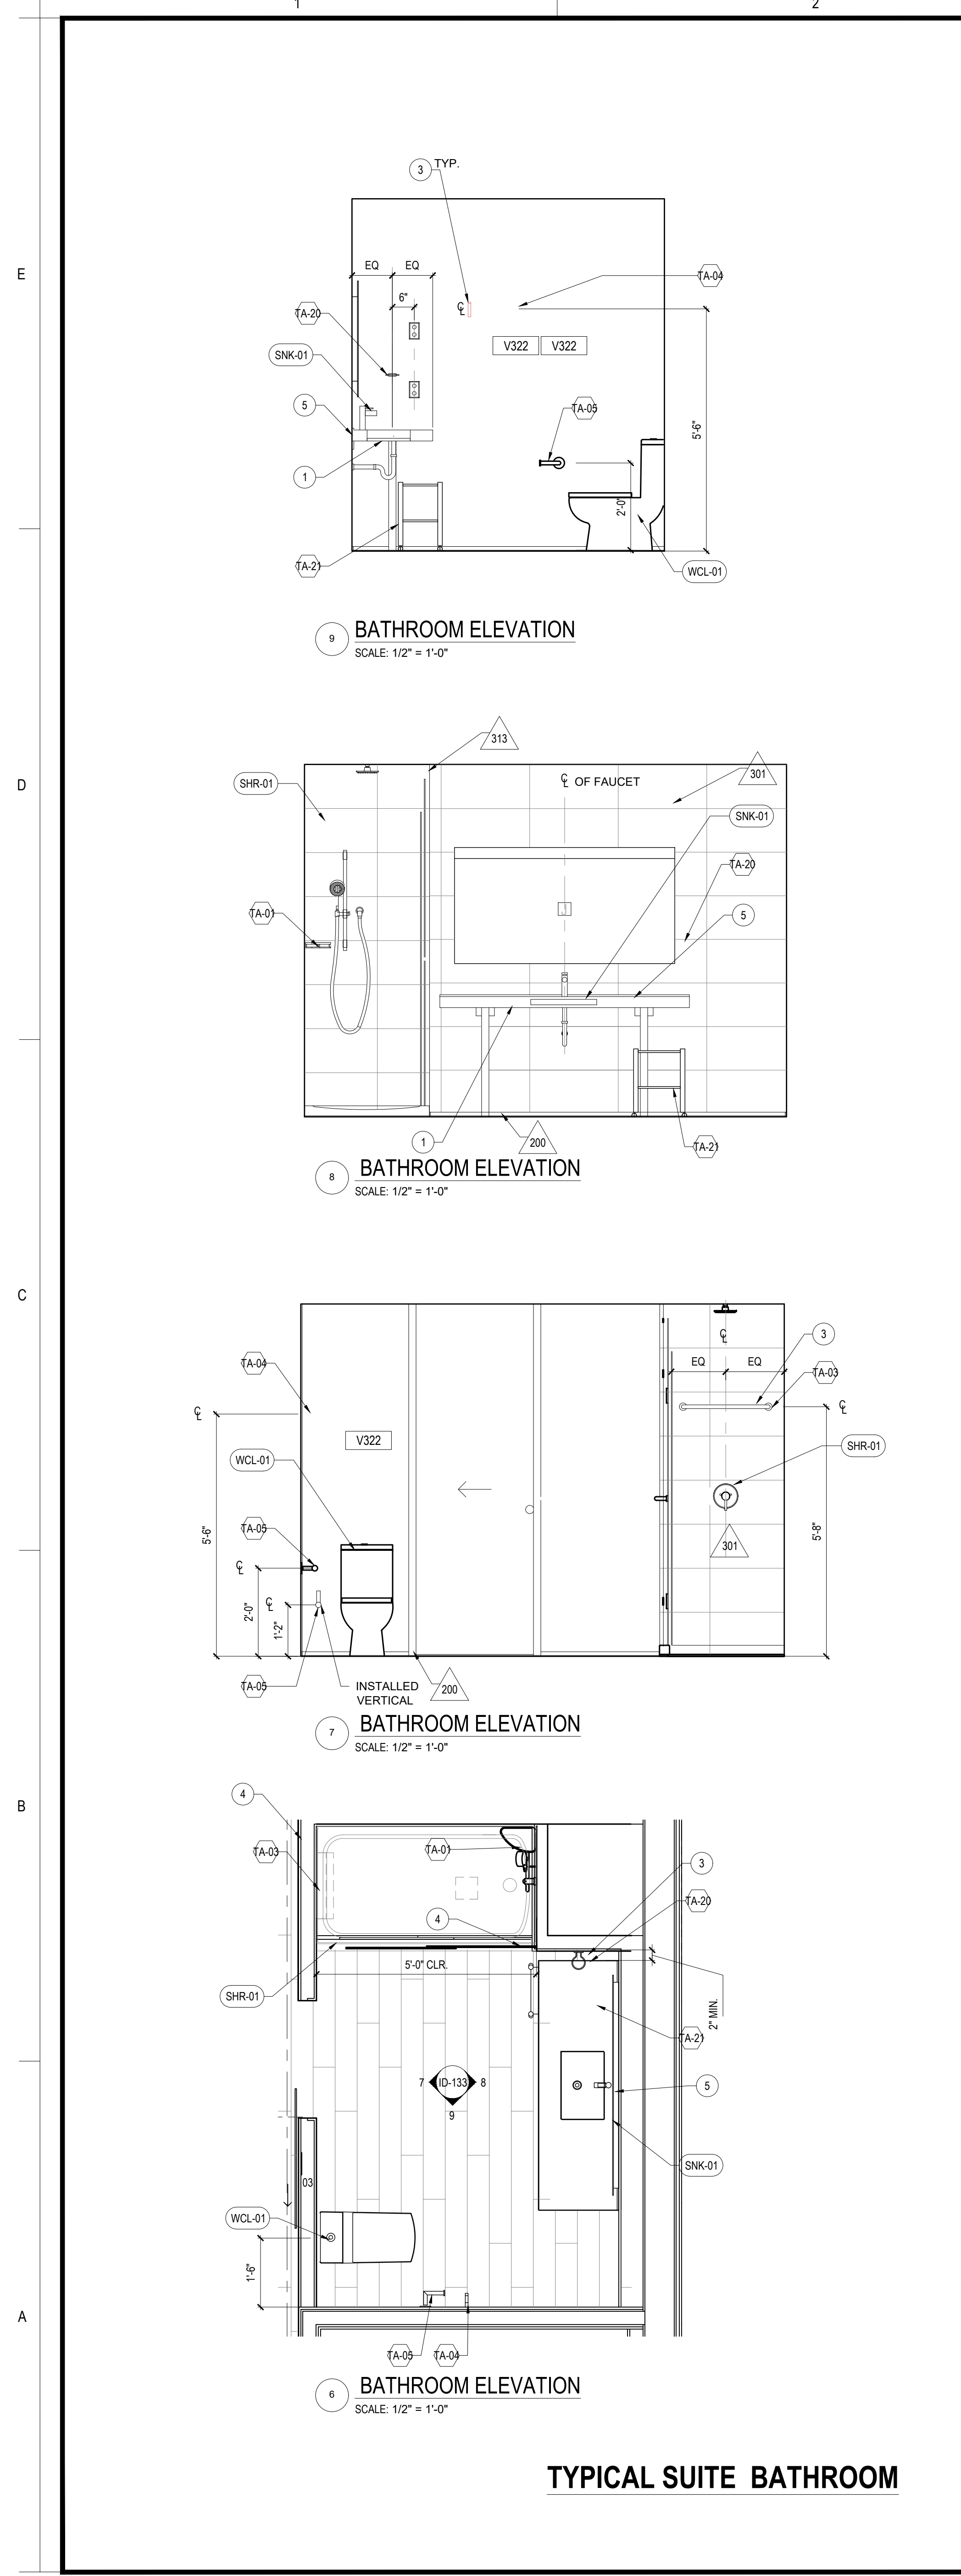 1
2
E
D
C
B
A
3
TYP.
EQ
EQ
6"
TA-04
TA-20
℄
V322
V322
SNK-01
5
TA-05
5'-6"
1
2'-0"
TA-21
WCL-01
9
BATHROOM ELEVATION
SCALE: 1/2" = 1'-0"
313
301
SHR-01
℄ OF FAUCET
SNK-01
TA-20
TA-01
5
1
200
TA-21
8
BATHROOM ELEVATION
SCALE: 1/2" = 1'-0"
3
℄
TA-04
EQ
EQ
TA-03
℄
℄
V322
SHR-01
WCL-01
5'-6"
TA-05
5'-8"
301
℄
℄
2'-0"
1'-2"
TA-05
INSTALLED
VERTICAL
200
7
BATHROOM ELEVATION
SCALE: 1/2" = 1'-0"
4
TA-03
TA-01
3
TA-20
4
5'-0" CLR.
SHR-01
2" MIN.
TA-21
7
ID-133
8
9
5
SNK-01
03
WCL-01
1'-6"
TA-05
TA-04
6
BATHROOM ELEVATION
SCALE: 1/2" = 1'-0"
TYPICAL SUITE BATHROOM